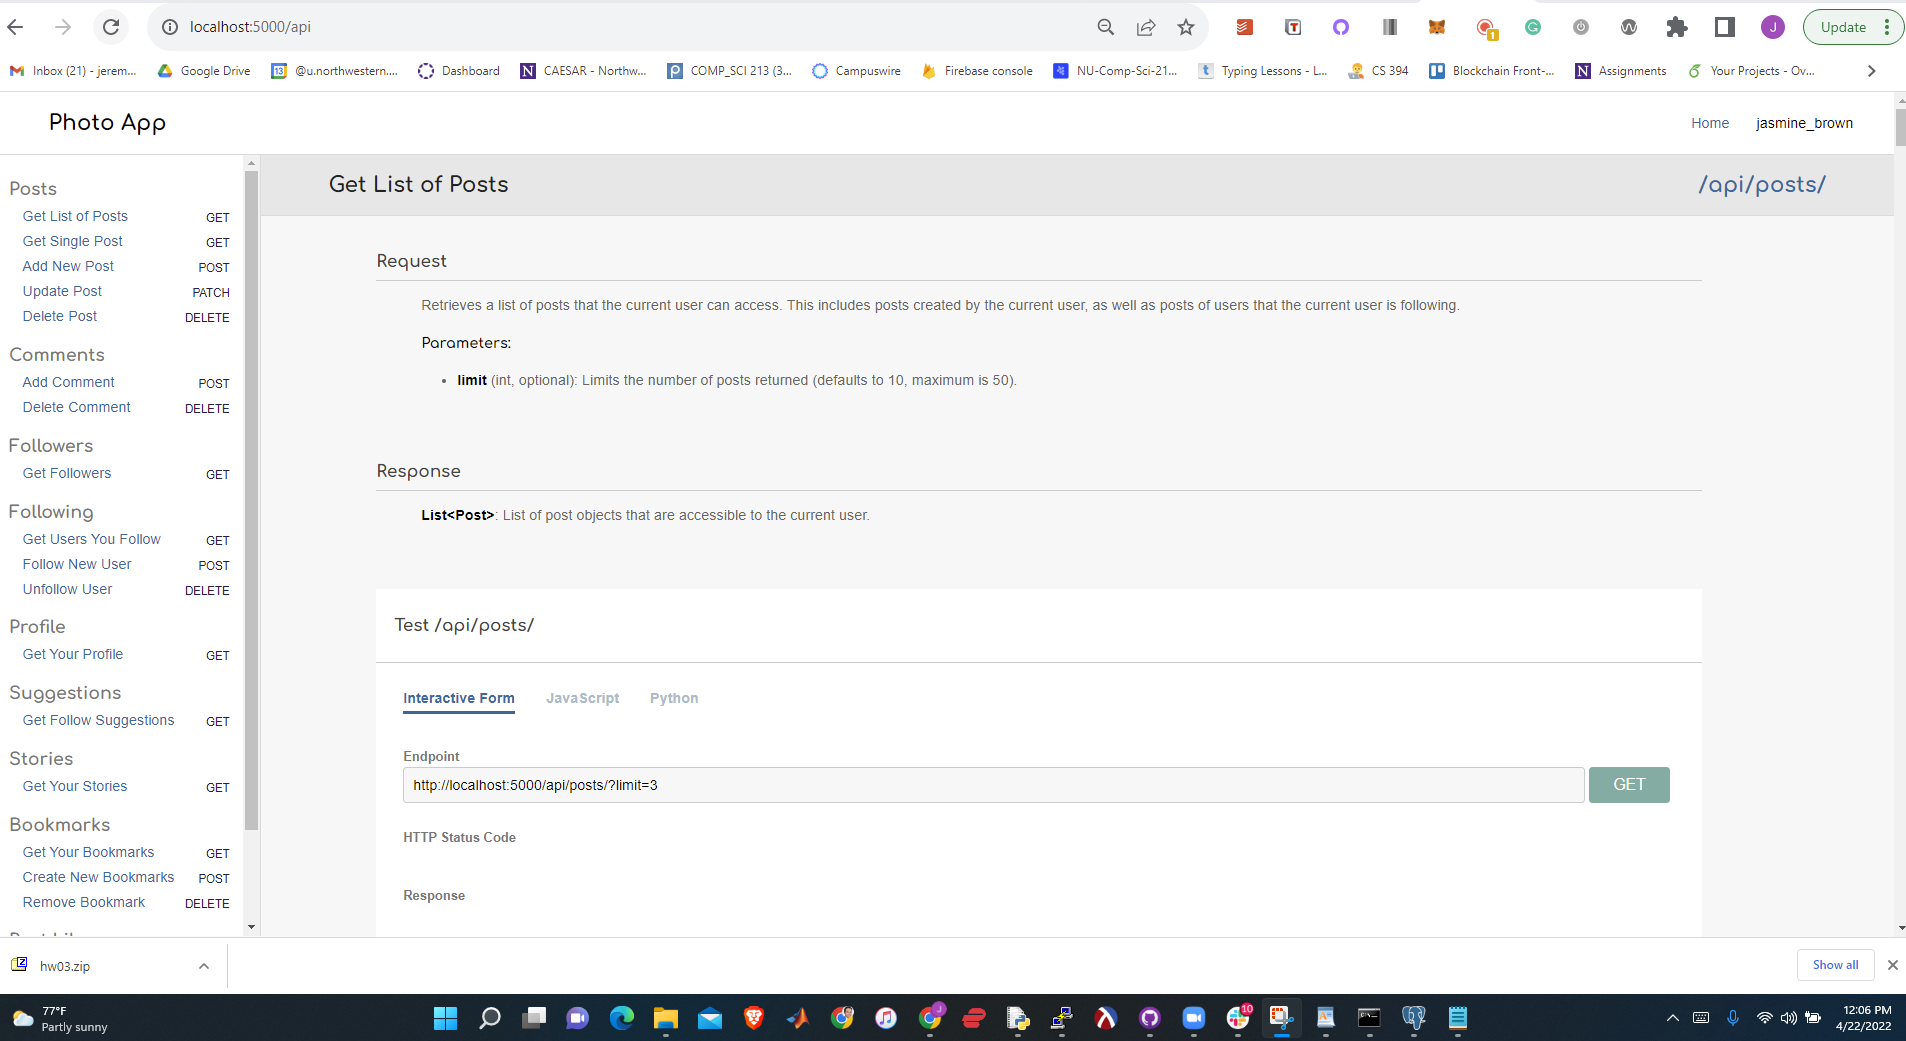 localhost:5000/api
Update
Inbox (21) - jerem...
Google Drive
@u.northwestern....
Dashboard
CAESAR - Northw...
COMP_SCI 213 (3...
Campuswire
Firebase console
NU-Comp-Sci-21...
Typing Lessons - L...
CS 394
Blockchain Front-...
Assignments
Your Projects - Ov...
Photo App
Home
jasmine_brown
Posts
Get List of Posts GET
Get Single Post GET
Add New Post POST
Update Post PATCH
Delete Post DELETE
Comments
Add Comment POST
Delete Comment DELETE
Followers
Get Followers GET
Following
Get Users You Follow GET
Follow New User POST
Unfollow User DELETE
Profile
Get Your Profile GET
Suggestions
Get Follow Suggestions GET
Stories
Get Your Stories GET
Bookmarks
Get Your Bookmarks GET
Create New Bookmarks POST
Remove Bookmark DELETE
Get List of Posts
/api/posts/
Request
Retrieves a list of posts that the current user can access. This includes posts created by the current user, as well as posts of users that the current user is following.
Parameters:
• limit (int, optional): Limits the number of posts returned (defaults to 10, maximum is 50).
Response
List<Post>: List of post objects that are accessible to the current user.
Test /api/posts/
Interactive Form JavaScript Python
Endpoint
http://localhost:5000/api/posts/?limit=3
GET
HTTP Status Code
Response
hw03.zip
Show all
77°F
Partly sunny
10
12:06 PM
4/22/2022